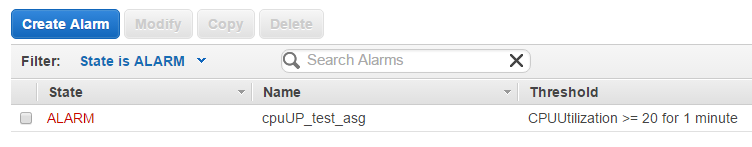 Create Alarm Modify Copy Delete
Filter: State is ALARM Search Alarms
State Name Threshold
ALARM cpuUP_test_asg CPUUtilization >= 20 for 1 minute